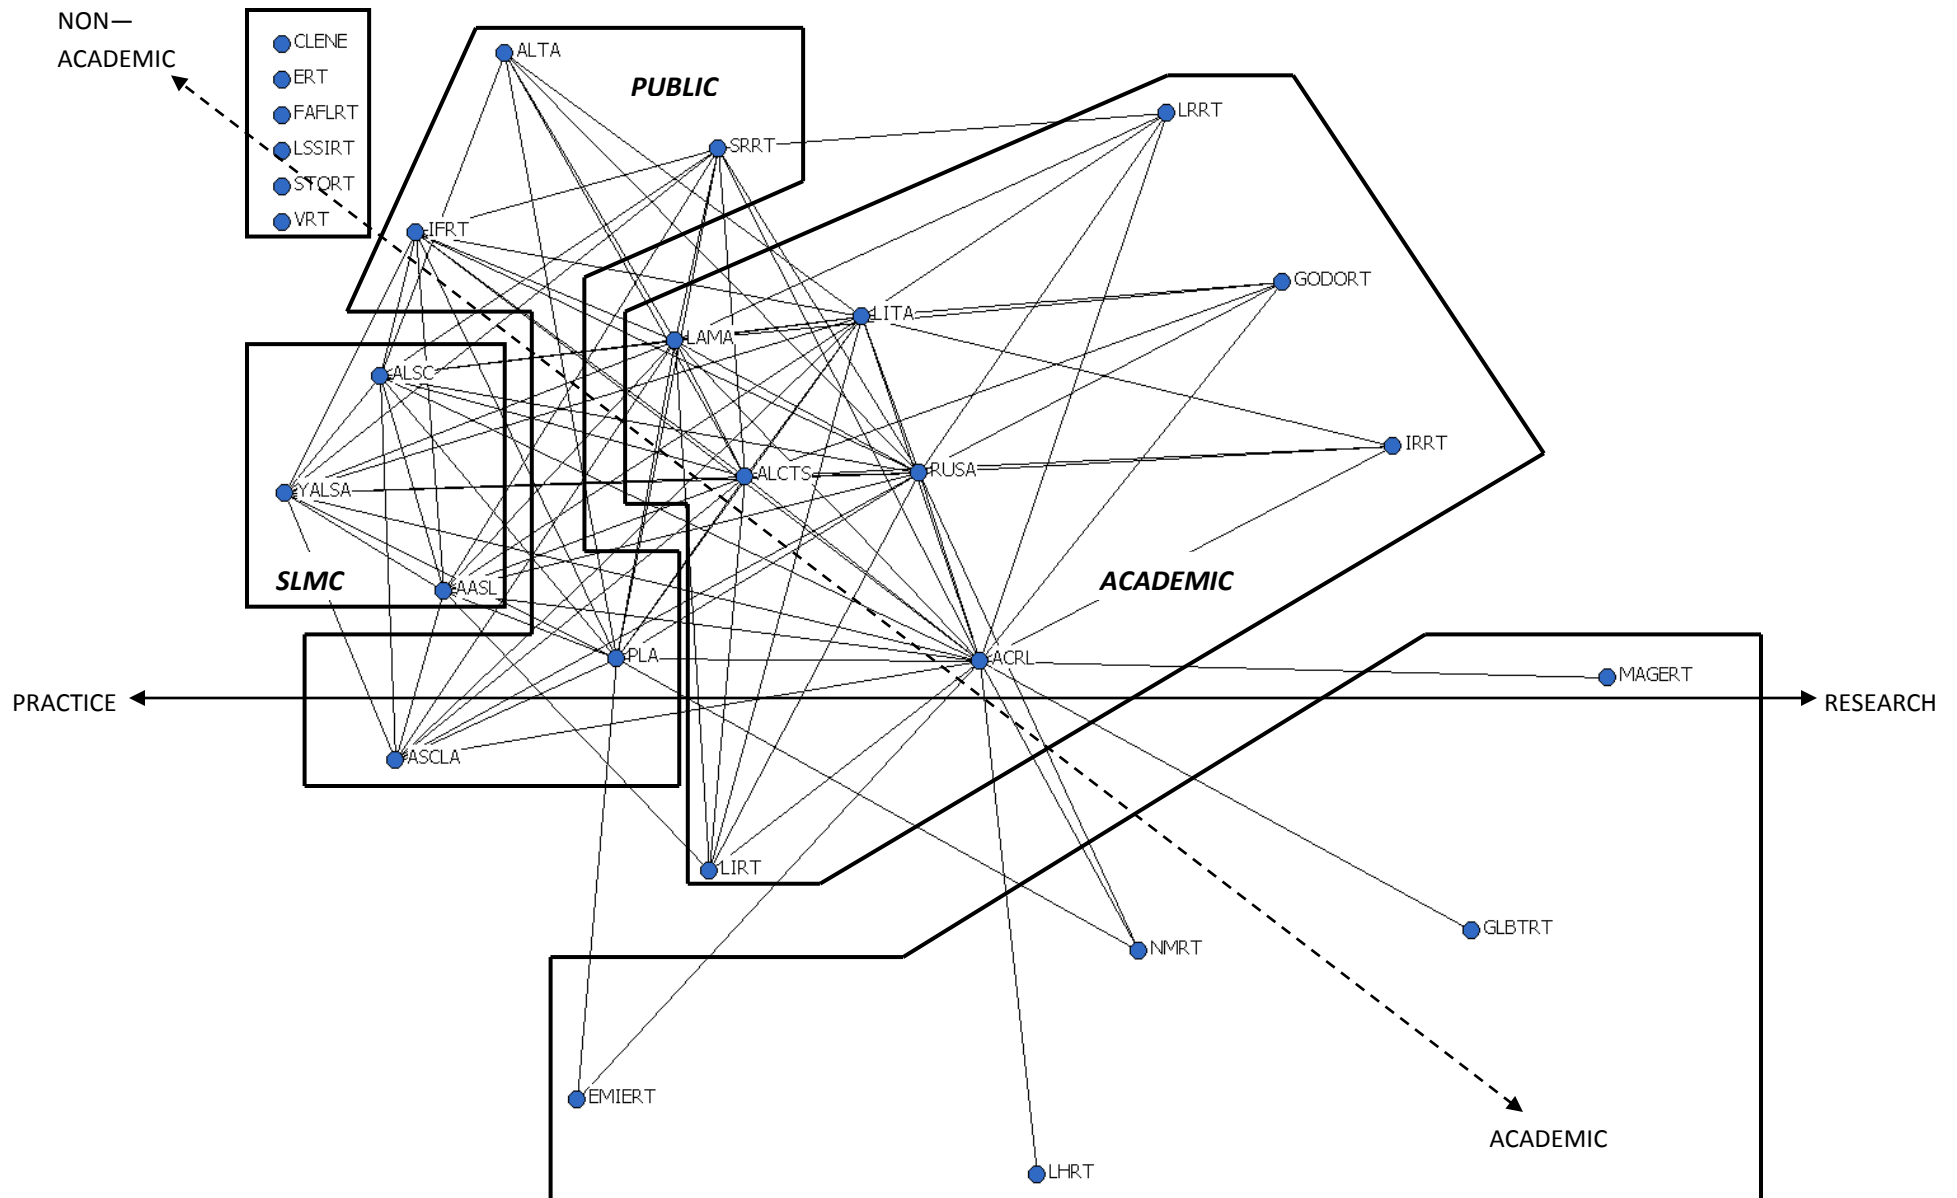 NON—
ACADEMIC
CLENE
ERT
FAFLRT
LSSIRT
STORT
VRT
ALTA
PUBLIC
SRRT
LRRT
IFRT
GODORT
LITA
LAMA
ALSC
IRRT
ALCTS
RUSA
YALSA
SLMC
AASL
ACADEMIC
PLA
ACRL
MAGERT
PRACTICE
RESEARCH
ASCLA
LIRT
GLBTRT
NMRT
EMIERT
ACADEMIC
LHRT